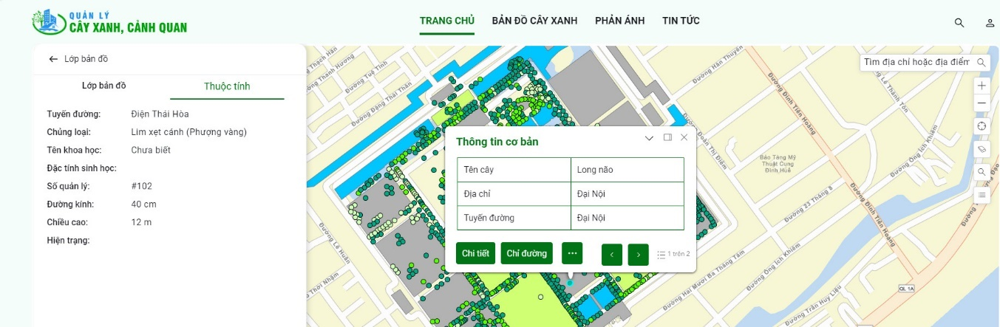 QUẢN LÝ
CÂY XANH, CẢNH QUAN
TRANG CHỦ BẢN ĐỒ CÂY XANH PHẢN ÁNH TIN TỨC
Lớp bản đồ
Lớp bản đồ Thuộc tính
Tuyến đường: Điện Thái Hòa
Chủng loại: Lim xẹt cánh (Phượng vàng)
Tên khoa học: Chưa biết
Đặc tính sinh học:
Số quản lý: #102
Đường kính: 40 cm
Chiều cao: 12 m
Hiện trạng:
Tìm địa chỉ hoặc địa điểm
Thông tin cơ bản
Tên cây Long não
Địa chỉ Đại Nội
Tuyến đường Đại Nội
Chi tiết Chỉ đường ••• 1 trên 2
Thạch Hãn
Đường Thanh Hương
Đường Tuệ Tĩnh
Đường Đặng Thái Thân
Đường Lê Huân
Thời Nhậm
Đường Hàn Thuyên
Đường Đinh Tiên Hoàng
Lê Thánh Tôn
Đường Đoàn Thị Điểm
Bảo Tàng Mỹ
Thuật Cung
Đình Huế
Đường Ông Ích Khiêm
Đường 23 Tháng 8
Đường Đinh Tiên Hoàng
Đường Ông Ích Khiêm
Đường Hai Mươi Ba Tháng Tám
Đường Trần Huy Liệu
QL 1A